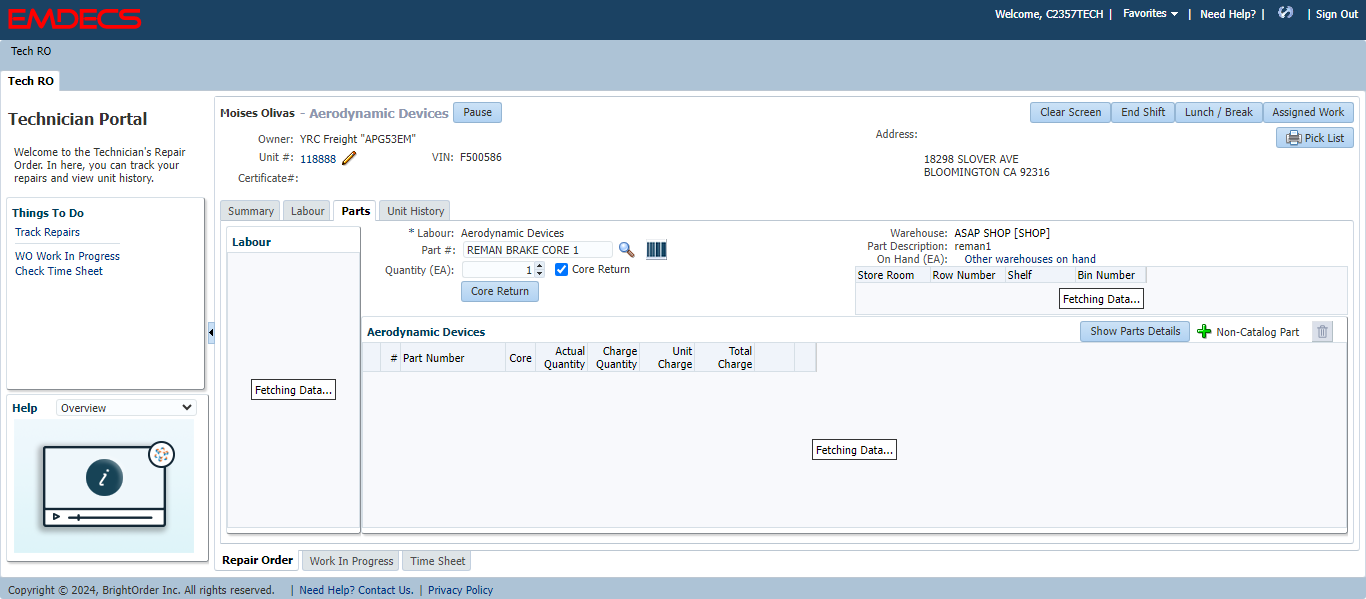 EMDECS
Welcome, C2357TECH | Favorites | Need Help? | | Sign Out
Tech RO
Tech RO
Technician Portal
Welcome to the Technician's Repair
Order. In here, you can track your
repairs and view unit history.
Things To Do
Track Repairs
WO Work In Progress
Check Time Sheet
Help Overview
i
Moises Olivas - Aerodynamic Devices Pause
Clear Screen End Shift Lunch / Break Assigned Work
Pick List
Owner: YRC Freight "APG53EM"
Unit #: 118888 VIN: F500586
Certificate#:
Address:
18298 SLOVER AVE
BLOOMINGTON CA 92316
Summary Labour Parts Unit History
Labour
Fetching Data...
* Labour: Aerodynamic Devices
Part #: REMAN BRAKE CORE 1
Quantity (EA): 1 Core Return
Core Return
Warehouse: ASAP SHOP [SHOP]
Part Description: reman1
On Hand (EA): Other warehouses on hand
Store Room Row Number Shelf Bin Number
Fetching Data...
Aerodynamic Devices Show Parts Details Non-Catalog Part
# Part Number Core Actual Quantity Charge Quantity Unit Charge Total Charge
Fetching Data...
Repair Order Work In Progress Time Sheet
Copyright © 2024, BrightOrder Inc. All rights reserved. | Need Help? Contact Us. | Privacy Policy